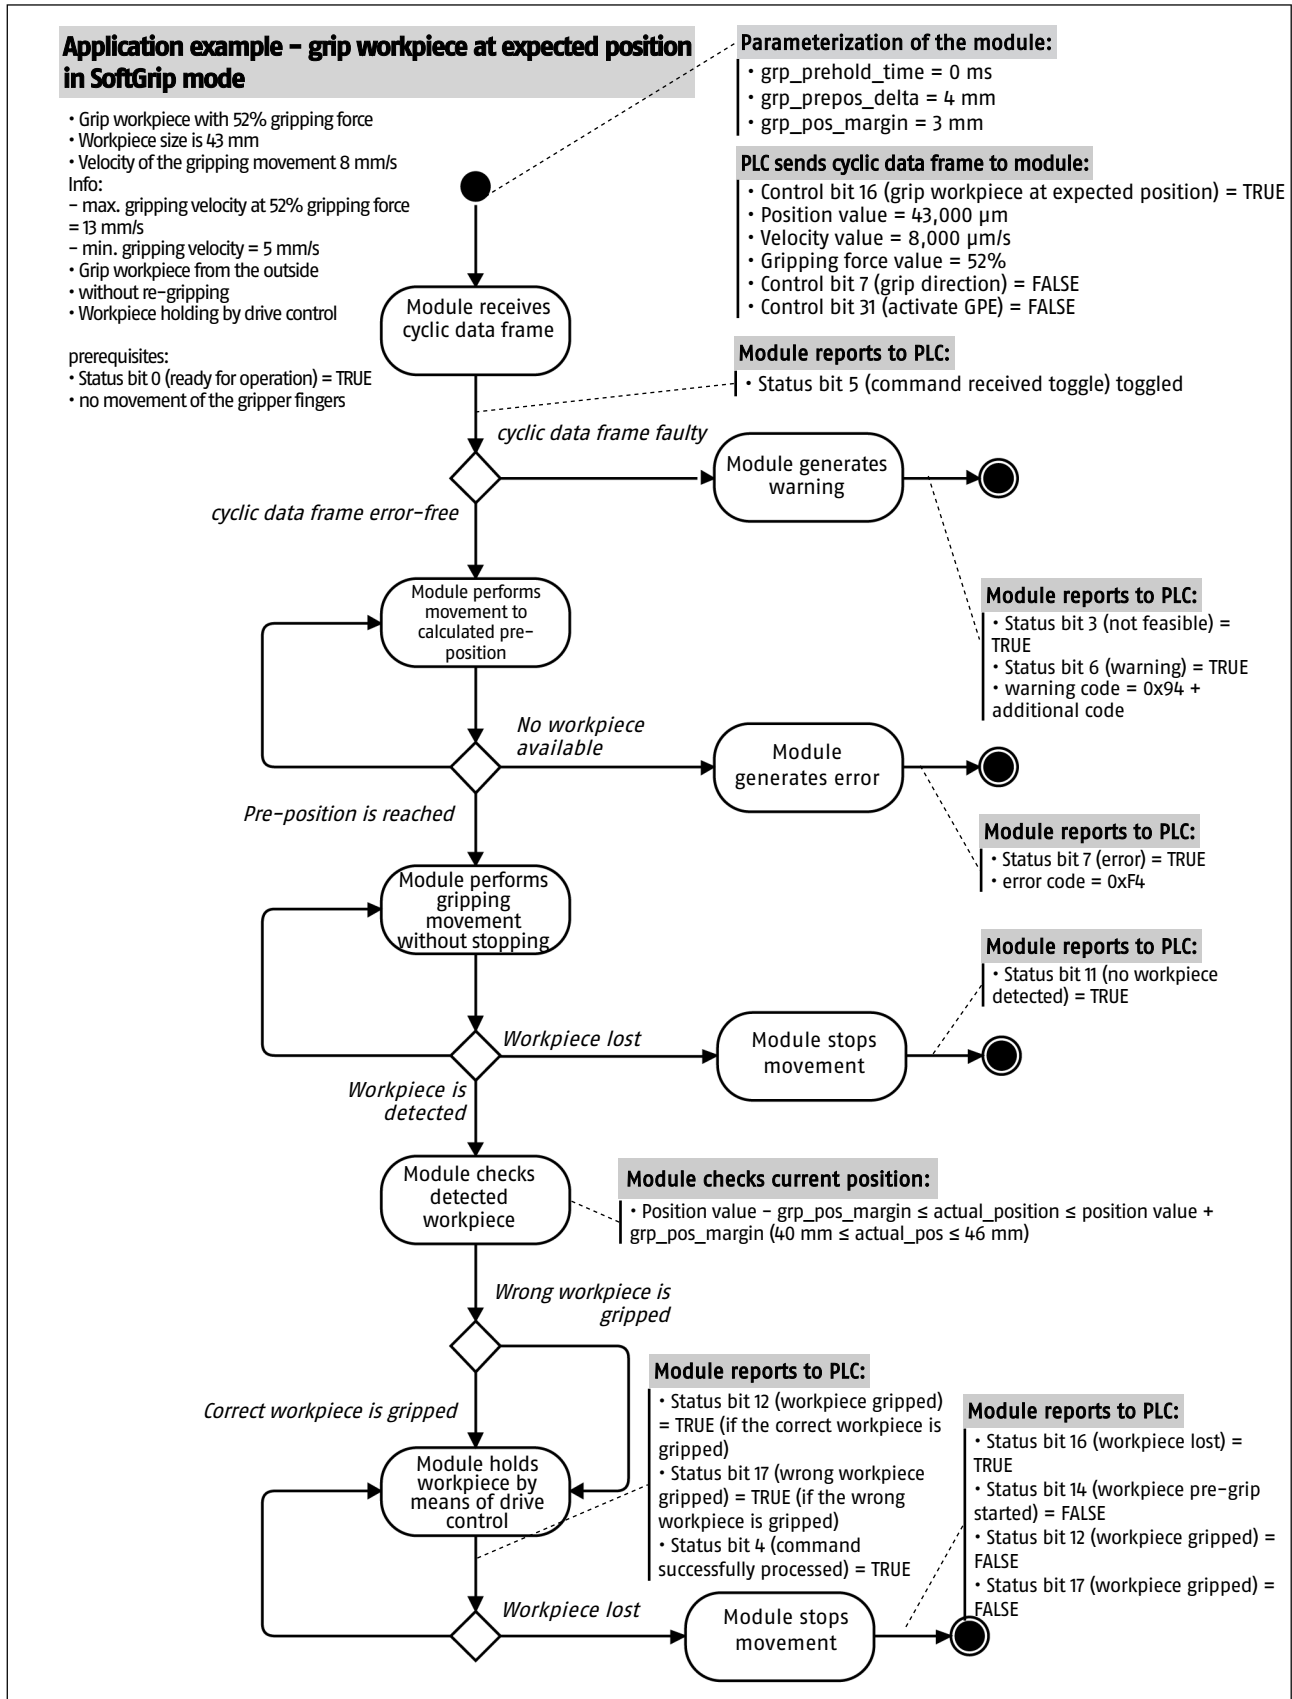 Application example – grip workpiece at expected position
in SoftGrip mode
• Grip workpiece with 52% gripping force
• Workpiece size is 43 mm
• Velocity of the gripping movement 8 mm/s
Info:
– max. gripping velocity at 52% gripping force
= 13 mm/s
– min. gripping velocity = 5 mm/s
• Grip workpiece from the outside
• without re-gripping
• Workpiece holding by drive control
prerequisites:
• Status bit 0 (ready for operation) = TRUE
• no movement of the gripper fingers
Parameterization of the module:
• grp_prehold_time = 0 ms
• grp_prepos_delta = 4 mm
• grp_pos_margin = 3 mm
PLC sends cyclic data frame to module:
• Control bit 16 (grip workpiece at expected position) = TRUE
• Position value = 43,000 µm
• Velocity value = 8,000 µm/s
• Gripping force value = 52%
• Control bit 7 (grip direction) = FALSE
• Control bit 31 (activate GPE) = FALSE
Module receives
cyclic data frame
Module reports to PLC:
• Status bit 5 (command received toggle) toggled
cyclic data frame faulty
Module generates
warning
cyclic data frame error-free
Module reports to PLC:
• Status bit 3 (not feasible) =
TRUE
• Status bit 6 (warning) = TRUE
• warning code = 0x94 +
additional code
Module performs
movement to
calculated pre-
position
No workpiece
available
Module
generates error
Pre-position is reached
Module reports to PLC:
• Status bit 7 (error) = TRUE
• error code = 0xF4
Module performs
gripping
movement
without stopping
Module reports to PLC:
• Status bit 11 (no workpiece
detected) = TRUE
Workpiece lost
Module stops
movement
Workpiece is
detected
Module checks
detected
workpiece
Module checks current position:
• Position value – grp_pos_margin ≤ actual_position ≤ position value +
grp_pos_margin (40 mm ≤ actual_pos ≤ 46 mm)
Wrong workpiece is
gripped
Correct workpiece is gripped
Module holds
workpiece by
means of drive
control
Module reports to PLC:
• Status bit 12 (workpiece gripped)
= TRUE (if the correct workpiece is
gripped)
• Status bit 17 (wrong workpiece
gripped) = TRUE (if the wrong
workpiece is gripped)
• Status bit 4 (command
successfully processed) = TRUE
Module reports to PLC:
• Status bit 16 (workpiece lost) =
TRUE
• Status bit 14 (workpiece pre-grip
started) = FALSE
• Status bit 12 (workpiece gripped) =
FALSE
• Status bit 17 (workpiece gripped) =
FALSE
Workpiece lost
Module stops
movement